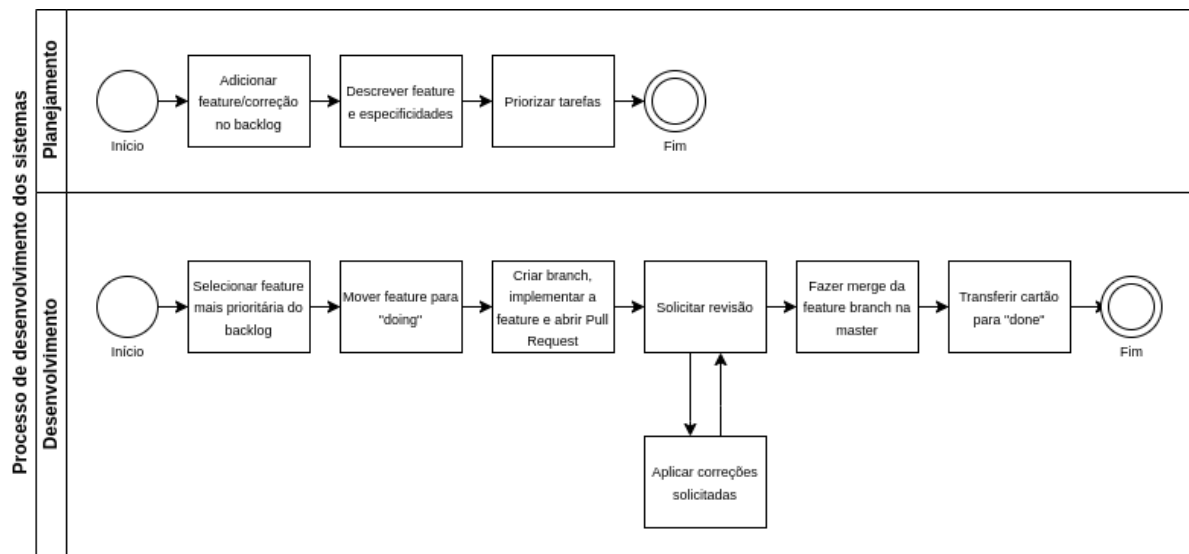 Processo de desenvolvimento dos sistemas
Planejamento
Início
Adicionar
feature/correção
no backlog
Descrever feature
e especificidades
Priorizar tarefas
Fim
Desenvolvimento
Início
Selecionar feature
mais prioritária do
backlog
Mover feature para
"doing"
Criar branch,
implementar a
feature e abrir Pull
Request
Solicitar revisão
Aplicar correções
solicitadas
Fazer merge da
feature branch na
master
Transferir cartão
para "done"
Fim